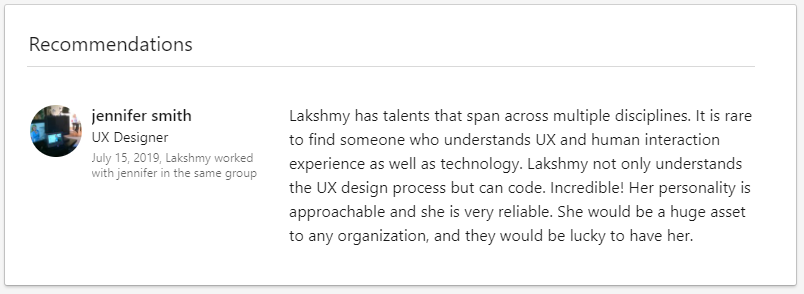 Recommendations
jennifer smith
UX Designer
July 15, 2019, Lakshmy worked
with jennifer in the same group
Lakshmy has talents that span across multiple disciplines. It is rare
to find someone who understands UX and human interaction
experience as well as technology. Lakshmy not only understands
the UX design process but can code. Incredible! Her personality is
approachable and she is very reliable. She would be a huge asset
to any organization, and they would be lucky to have her.